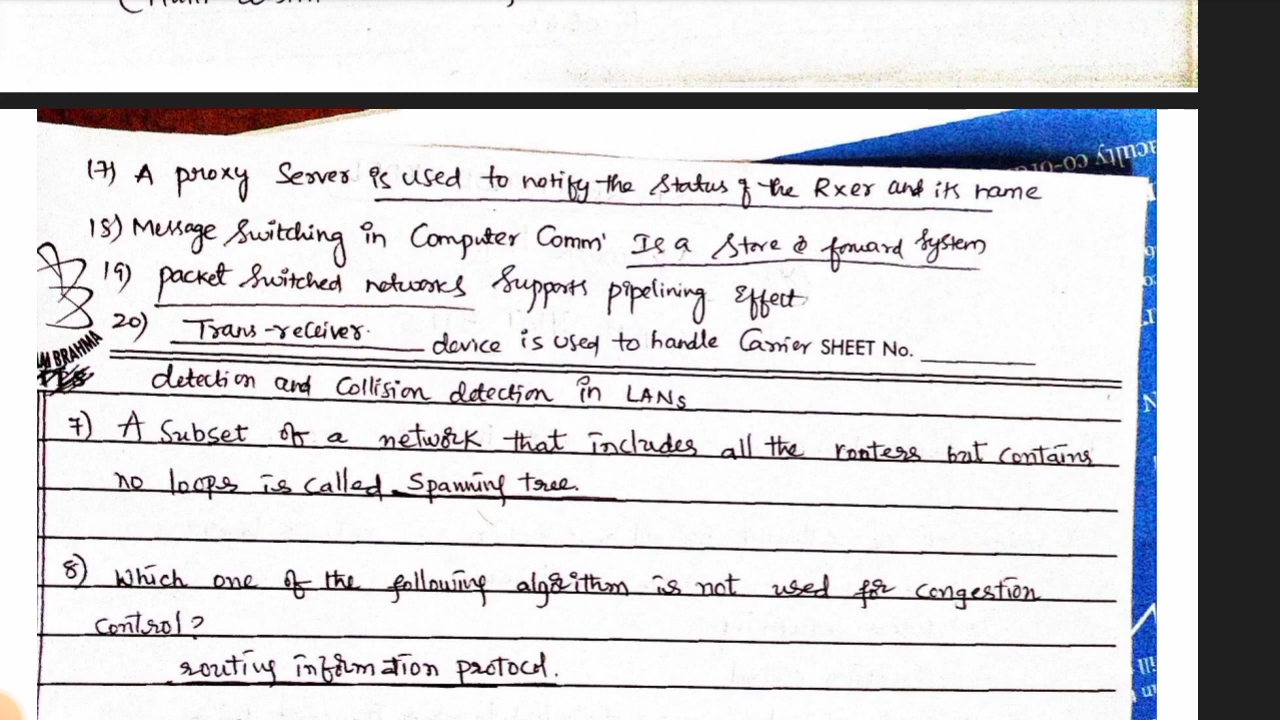 17) A proxy Server is used to notify the status of the Rxer and its name
18) Message Switching in Computer Comm' Is a Store & forward System
19) packet Switched networks Supports pipelining Effect
20) Trans-receiver. device is used to handle Carrier SHEET No.
M BRAHMA
detection and Collision detection in LANs
7) A Subset of a network that includes all the routers but contains
no loops is called Spanning tree.
8) Which one of the following algorithm is not used for congestion
control?
routing information protocol.